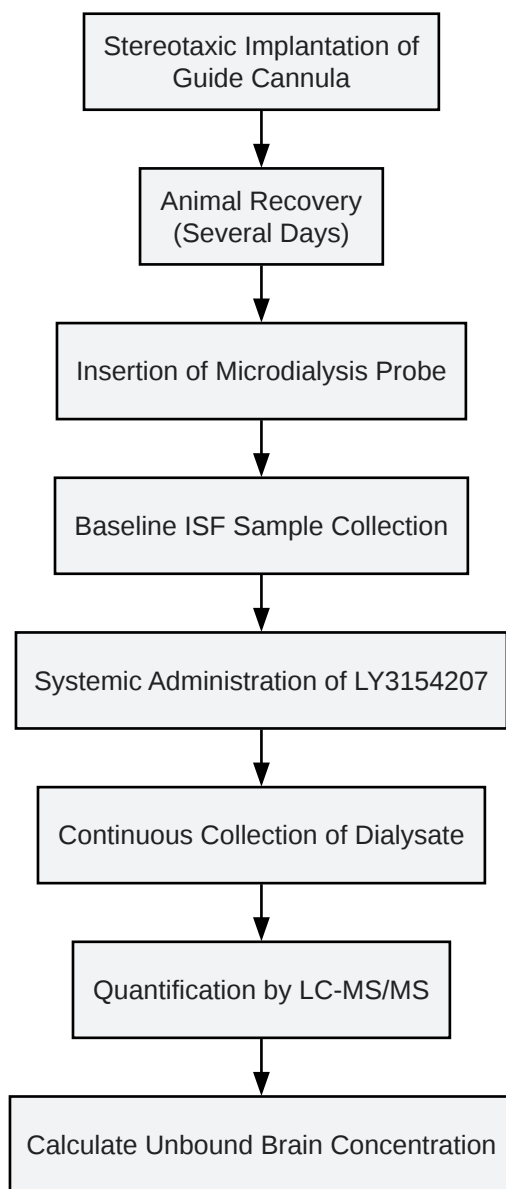 Stereotaxic Implantation of
Guide Cannula
Animal Recovery
(Several Days)
Insertion of Microdialysis Probe
Baseline ISF Sample Collection
Systemic Administration of LY3154207
Continuous Collection of Dialysate
Quantification by LC-MS/MS
Calculate Unbound Brain Concentration